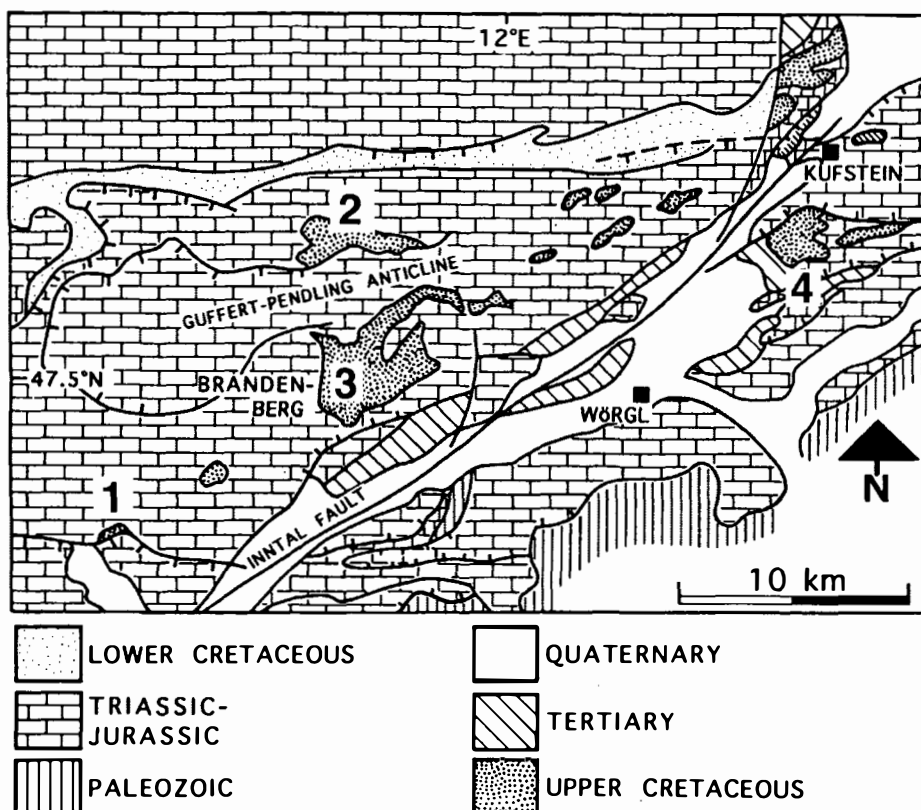 12°E
KUFSTEIN
2
GUFFERT-PENDLING ANTICLINE
4
47.5°N
BRANDEN-
BERG
3
WÖRGL
N
1
INNTAL FAULT
10 km
LOWER CRETACEOUS
QUATERNARY
TRIASSIC-
JURASSIC
TERTIARY
PALEOZOIC
UPPER CRETACEOUS